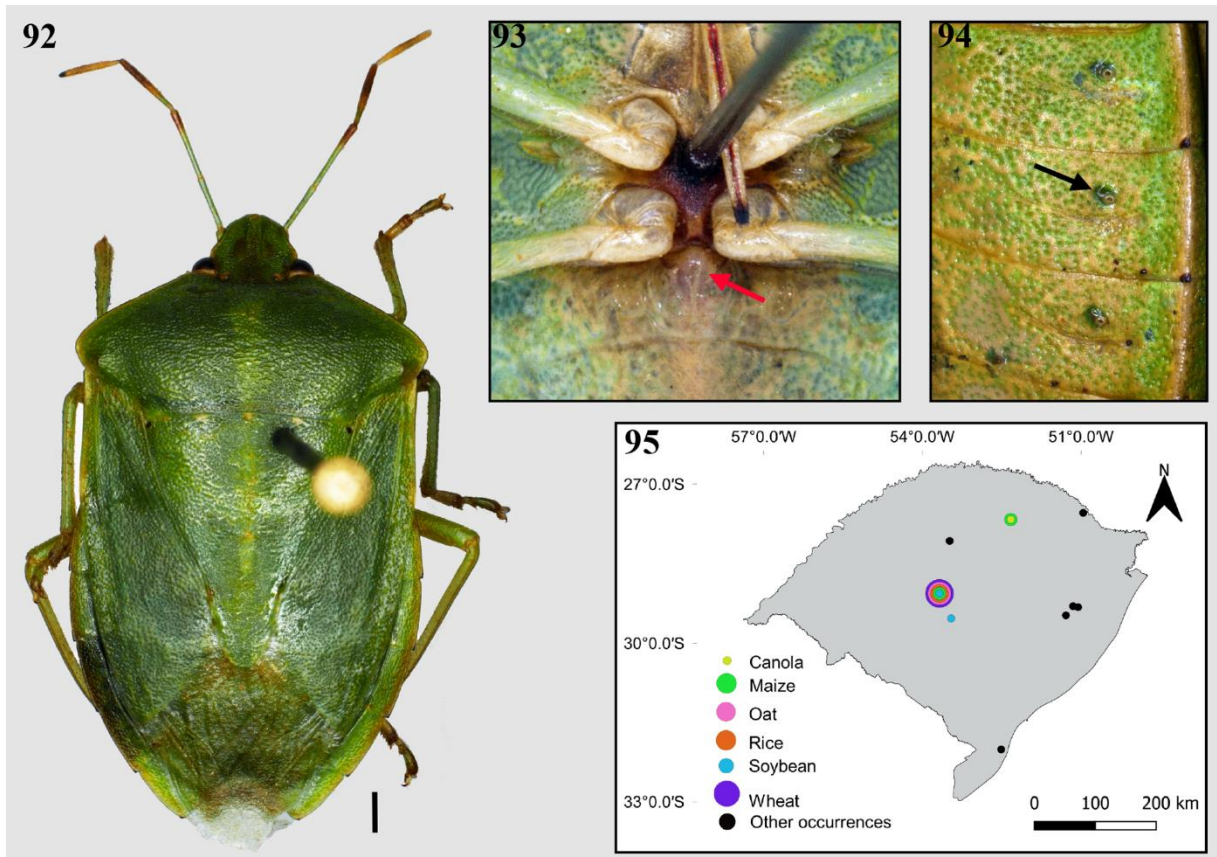 92
93
94
95
57°0.0'W 54°0.0'W 51°0.0'W
N
27°0.0'S
30°0.0'S
33°0.0'S
Canola
Maize
Oat
Rice
Soybean
Wheat
Other occurrences
0 100 200 km